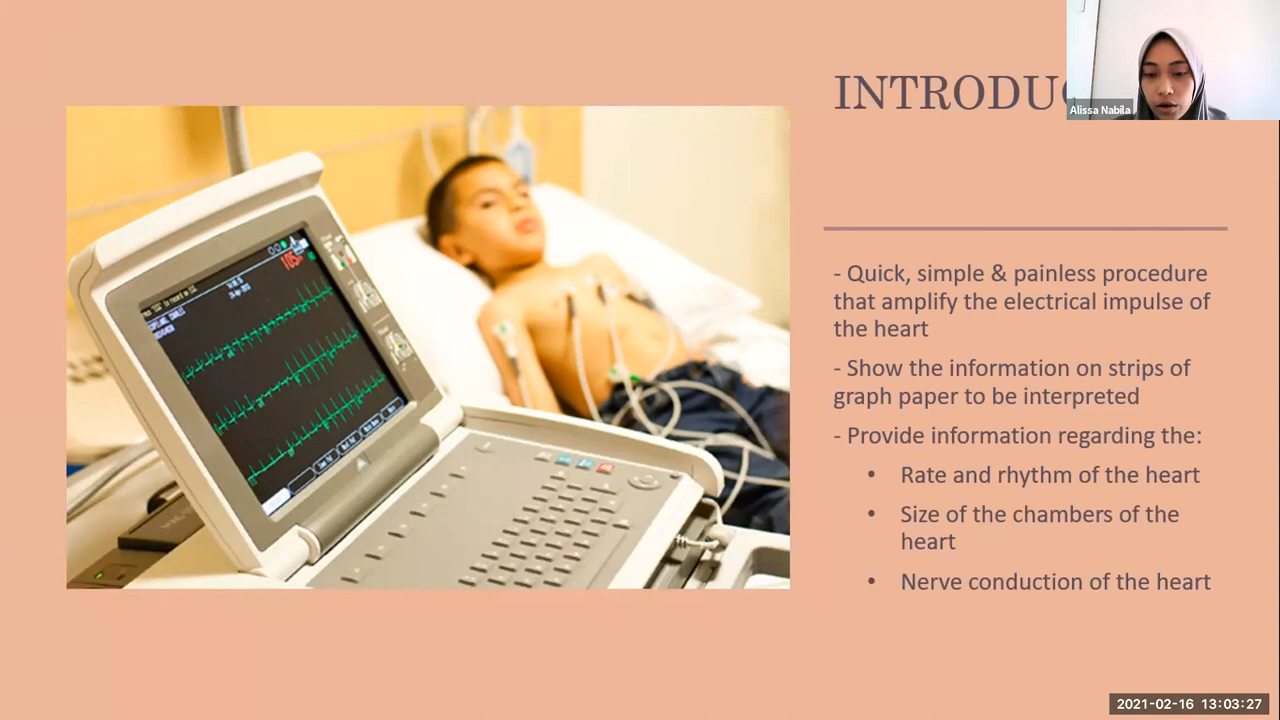 INTRODUC
Alissa Nabila
- Quick, simple & painless procedure
that amplify the electrical impulse of
the heart
- Show the information on strips of
graph paper to be interpreted
- Provide information regarding the:
• Rate and rhythm of the heart
• Size of the chambers of the
heart
• Nerve conduction of the heart
105
2021-02-16 13:03:27